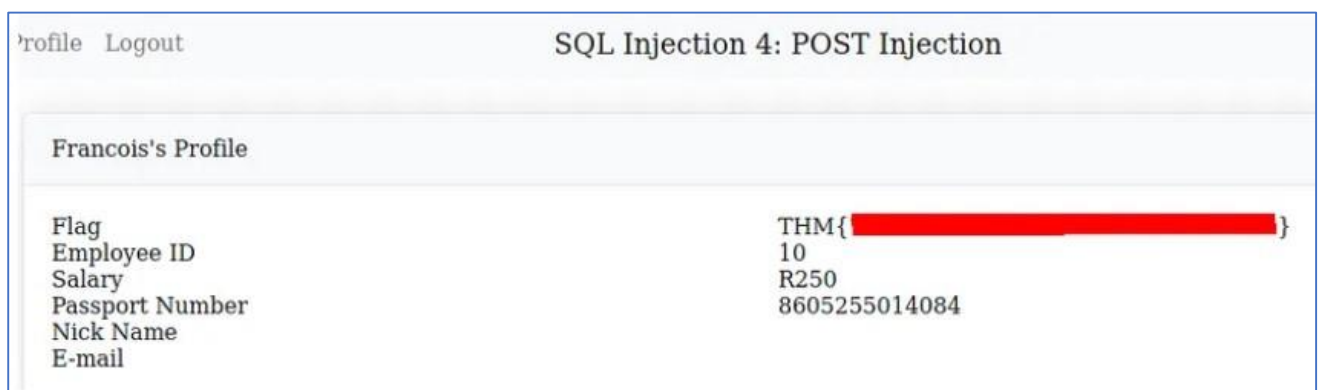 Profile Logout SQL Injection 4: POST Injection
Francois's Profile
Flag THM{ }
Employee ID 10
Salary R250
Passport Number 8605255014084
Nick Name
E-mail